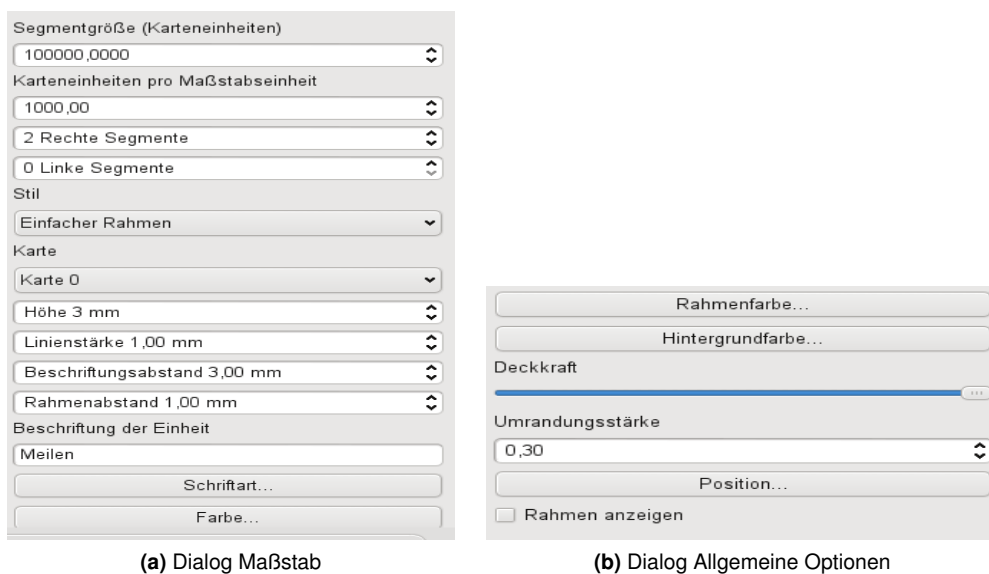 Segmentgröße (Karteneinheiten)
100000,0000
Karteneinheiten pro Maßstabseinheit
1000,00
2 Rechte Segmente
0 Linke Segmente
Stil
Einfacher Rahmen
Karte
Karte 0
Höhe 3 mm
Linienstärke 1,00 mm
Beschriftungsabstand 3,00 mm
Rahmenabstand 1,00 mm
Beschriftung der Einheit
Meilen
Schriftart...
Farbe...
(a) Dialog Maßstab
Rahmenfarbe...
Hintergrundfarbe...
Deckkraft
Umrandungsstärke
0,30
Position...
Rahmen anzeigen
(b) Dialog Allgemeine Optionen